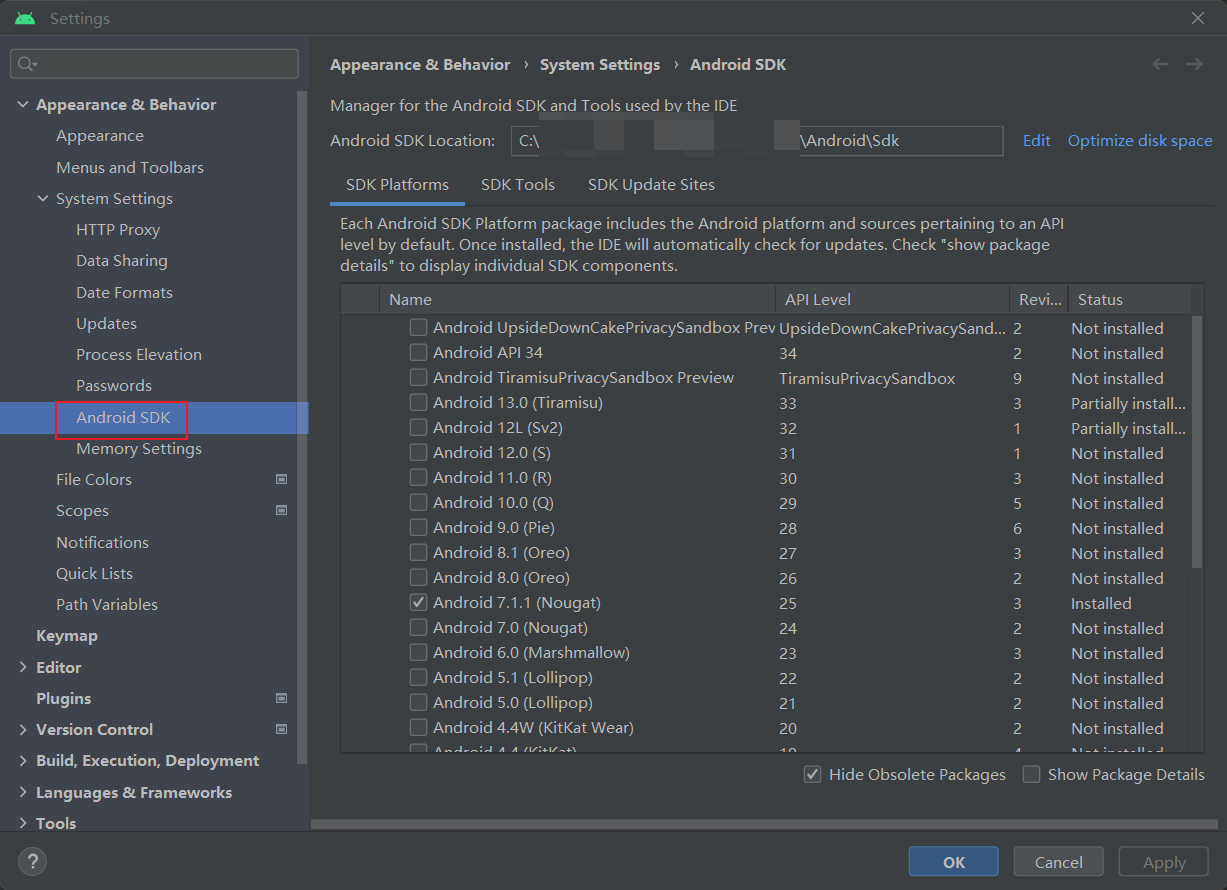 Settings
Appearance & Behavior
Appearance
Menus and Toolbars
System Settings
HTTP Proxy
Data Sharing
Date Formats
Updates
Process Elevation
Passwords
Android SDK
Memory Settings
File Colors
Scopes
Notifications
Quick Lists
Path Variables
Keymap
Editor
Plugins
Version Control
Build, Execution, Deployment
Languages & Frameworks
Tools
Appearance & Behavior › System Settings › Android SDK
Manager for the Android SDK and Tools used by the IDE
Android SDK Location: C:\ \Android\Sdk Edit Optimize disk space
SDK Platforms SDK Tools SDK Update Sites
Each Android SDK Platform package includes the Android platform and sources pertaining to an API
level by default. Once installed, the IDE will automatically check for updates. Check "show package
details" to display individual SDK components.
Name API Level Revi... Status
Android UpsideDownCakePrivacySandbox Prev UpsideDownCakePrivacySand... 2 Not installed
Android API 34 34 2 Not installed
Android TiramisuPrivacySandbox Preview TiramisuPrivacySandbox 9 Not installed
Android 13.0 (Tiramisu) 33 3 Partially install...
Android 12L (Sv2) 32 1 Partially install...
Android 12.0 (S) 31 1 Not installed
Android 11.0 (R) 30 3 Not installed
Android 10.0 (Q) 29 5 Not installed
Android 9.0 (Pie) 28 6 Not installed
Android 8.1 (Oreo) 27 3 Not installed
Android 8.0 (Oreo) 26 2 Not installed
Android 7.1.1 (Nougat) 25 3 Installed
Android 7.0 (Nougat) 24 2 Not installed
Android 6.0 (Marshmallow) 23 3 Not installed
Android 5.1 (Lollipop) 22 2 Not installed
Android 5.0 (Lollipop) 21 2 Not installed
Android 4.4W (KitKat Wear) 20 2 Not installed
Android 4.4 (KitKat) 19 4 Not installed
Hide Obsolete Packages Show Package Details
? OK Cancel Apply